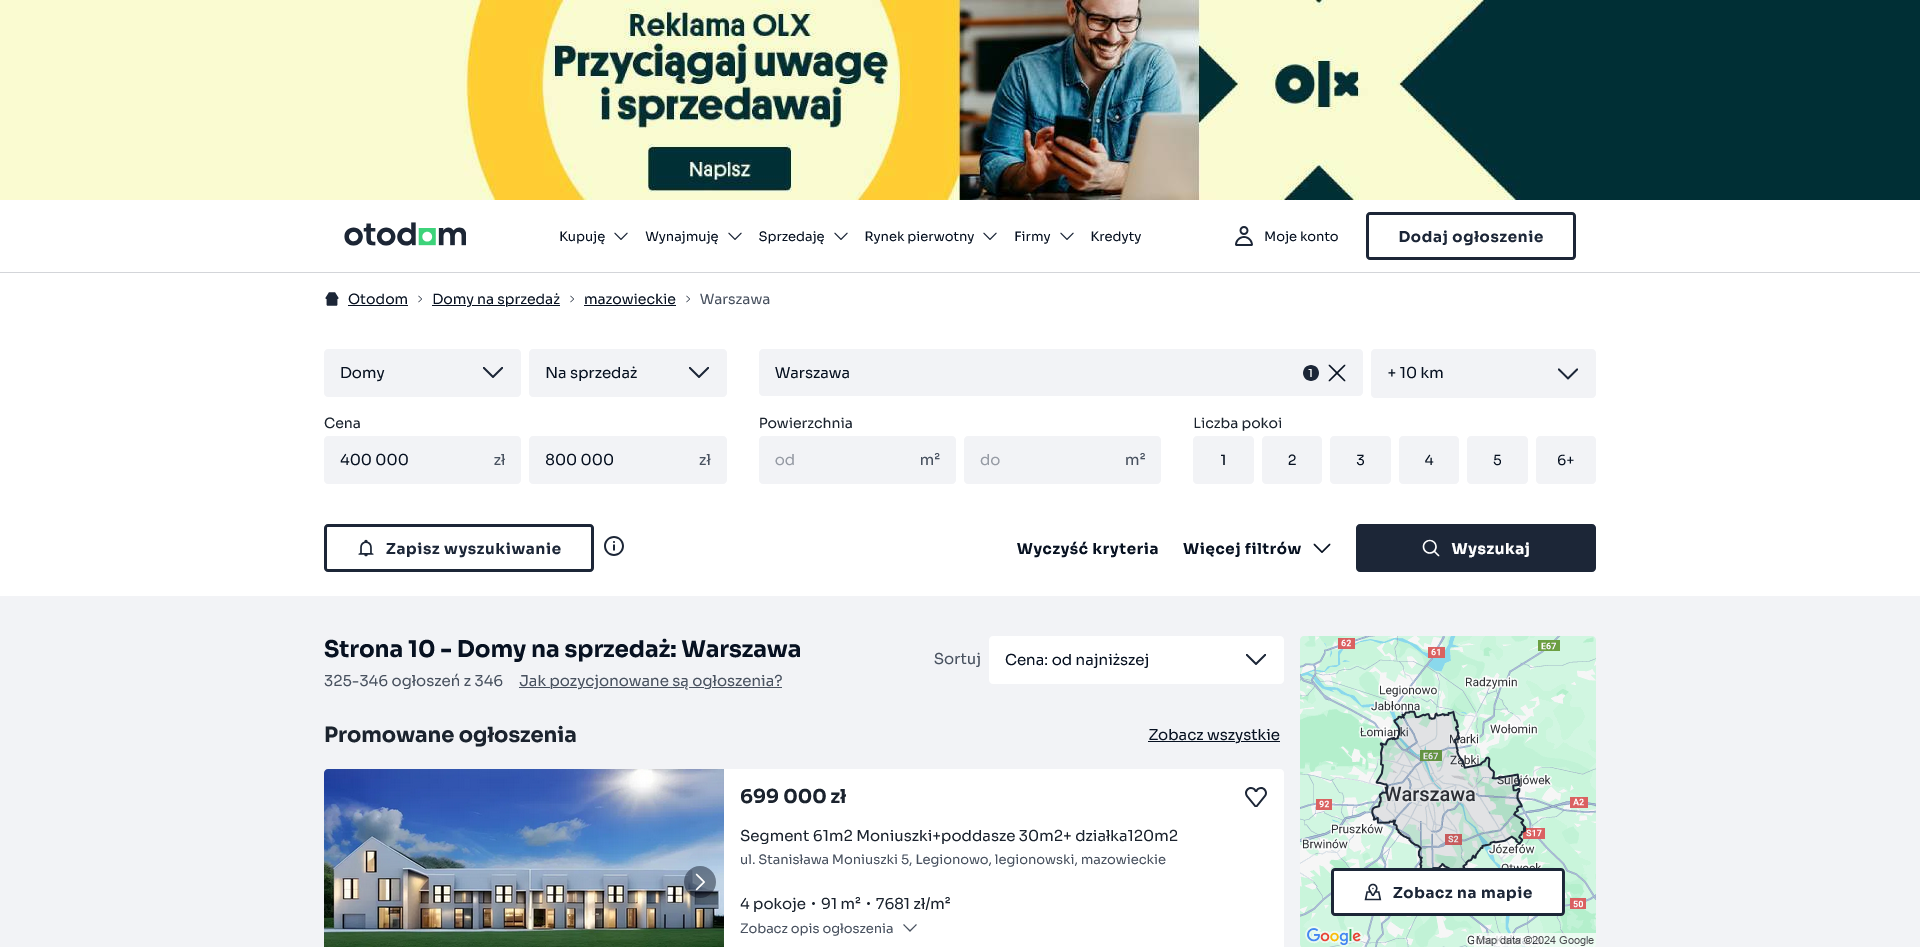 Reklama OLX
Przyciągaj uwagę
i sprzedawaj
Napisz
olx
otodom
Kupuję
Wynajmuję
Sprzedaję
Rynek pierwotny
Firmy
Kredyty
Moje konto
Dodaj ogłoszenie
Otodom > Domy na sprzedaż > mazowieckie > Warszawa
Domy
Na sprzedaż
Warszawa
1
+ 10 km
Cena
Powierzchnia
Liczba pokoi
400 000 zł
800 000 zł
od m²
do m²
1
2
3
4
5
6+
Zapisz wyszukiwanie
Wyczyść kryteria
Więcej filtrów
Wyszukaj
Strona 10 - Domy na sprzedaż: Warszawa
325-346 ogłoszeń z 346
Jak pozycjonowane są ogłoszenia?
Sortuj
Cena: od najniższej
Promowane ogłoszenia
Zobacz wszystkie
699 000 zł
Segment 61m2 Moniuszki+poddasze 30m2+ działka120m2
ul. Stanisława Moniuszki 5, Legionowo, legionowski, mazowieckie
4 pokoje • 91 m² • 7681 zł/m²
Zobacz opis ogłoszenia
62
E67
61
Radzymin
Legionowo
Jabłonna
Wołomin
Łomianki
Marki
E67
Ząbki
Sulejówek
Warszawa
92
A2
Pruszków
S17
S2
Brwinów
Józefów
Otwock
Zobacz na mapie
50
Google
Map data ©2024 Google